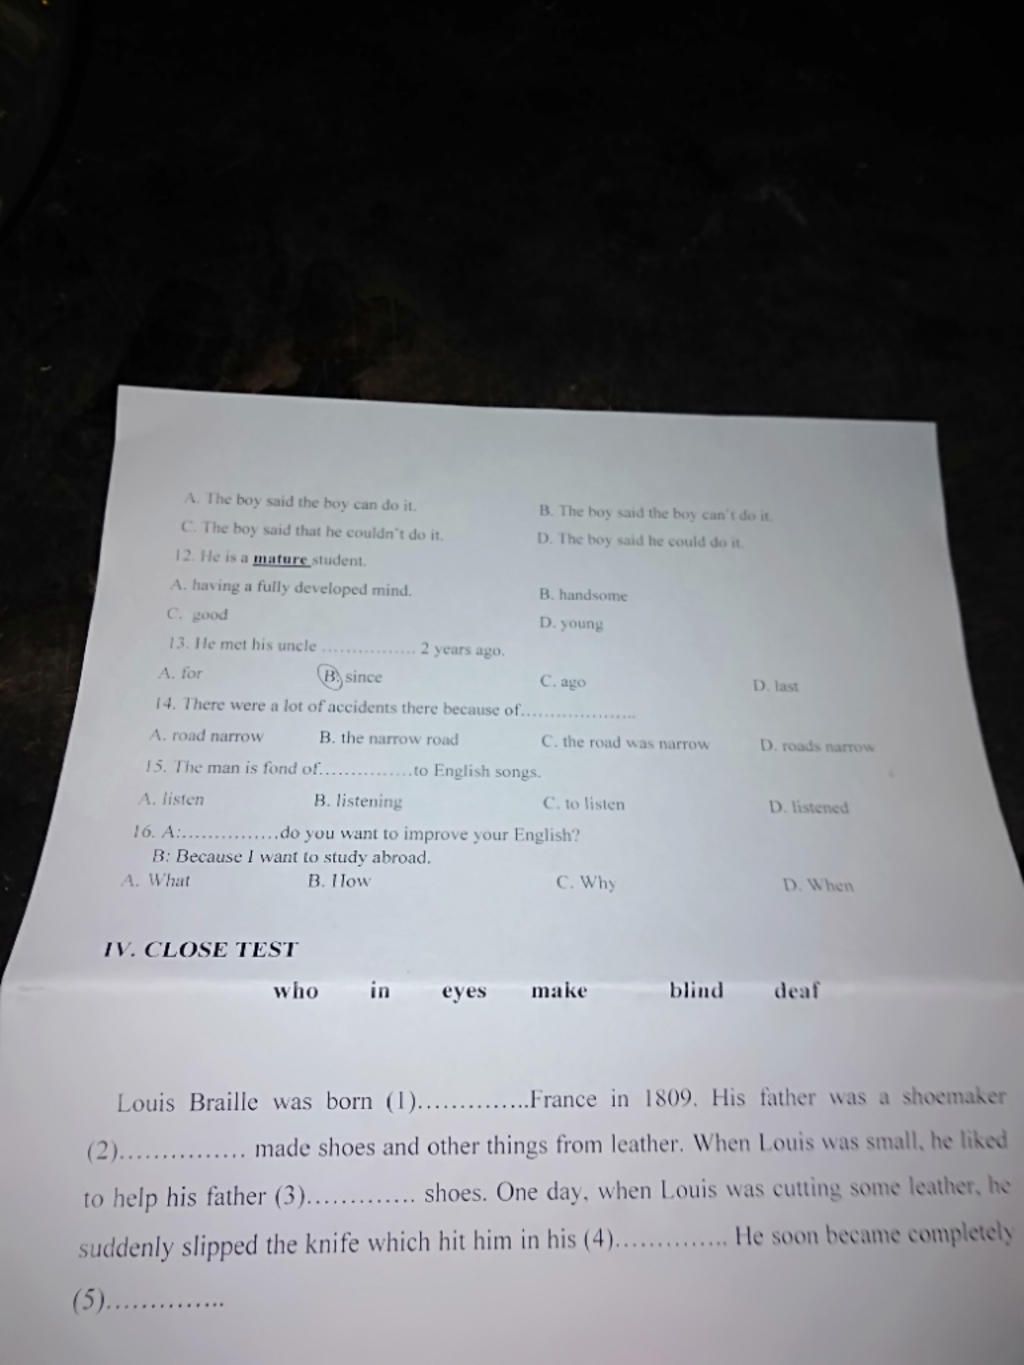 A. The boy said the boy can do it. B. The boy said the boy can't do it.
C. The boy said that he couldn't do it. D. The boy said he could do it.
12. He is a mature student.
A. having a fully developed mind. B. handsome
C. good D. young
13. He met his uncle ................ 2 years ago.
A. for B. since C. ago D. last
14. There were a lot of accidents there because of...................
A. road narrow B. the narrow road C. the road was narrow D. roads narrow
15. The man is fond of...............to English songs.
A. listen B. listening C. to listen D. listened
16. A:...............do you want to improve your English?
B: Because I want to study abroad.
A. What B. How C. Why D. When
IV. CLOSE TEST
who in eyes make blind deaf
Louis Braille was born (1)..............France in 1809. His father was a shoemaker
(2)............... made shoes and other things from leather. When Louis was small, he liked
to help his father (3)............. shoes. One day, when Louis was cutting some leather, he
suddenly slipped the knife which hit him in his (4).............. He soon became completely
(5)..............